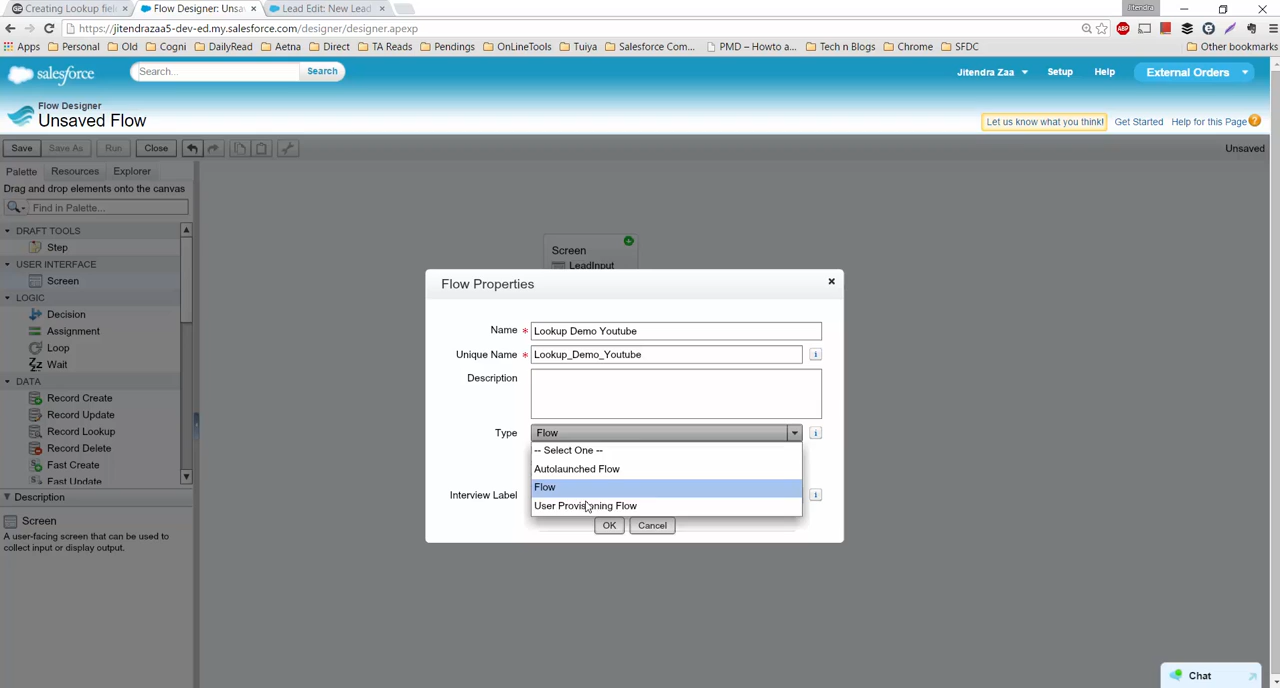 Creating Lookup field
Flow Designer: Unsa
Lead Edit: New Lead
Jitendra
https://jitendrazaa5-dev-ed.my.salesforce.com/designer/designer.apexp
Apps Personal Old Cogni DailyRead Aetna Direct TA Reads Pendings OnLineTools Tuiya Salesforce Com... PMD – Howto a... Tech n Blogs Chrome SFDC Other bookmarks
salesforce
Search...
Search
Jitendra Zaa
Setup
Help
External Orders
Flow Designer
Unsaved Flow
Let us know what you think!
Get Started
Help for this Page
Save Save As Run Close
Unsaved
Palette Resources Explorer
Drag and drop elements onto the canvas
Find in Palette...
DRAFT TOOLS
Step
USER INTERFACE
Screen
LOGIC
Decision
Assignment
Loop
Wait
DATA
Record Create
Record Update
Record Lookup
Record Delete
Fast Create
Fast Update
Description
Screen
A user-facing screen that can be used to
collect input or display output.
Screen
LeadInput
Flow Properties
Name * Lookup Demo Youtube
Unique Name * Lookup_Demo_Youtube
Description
Type Flow
-- Select One --
Autolaunched Flow
Flow
User Provisioning Flow
Interview Label
OK Cancel
Chat